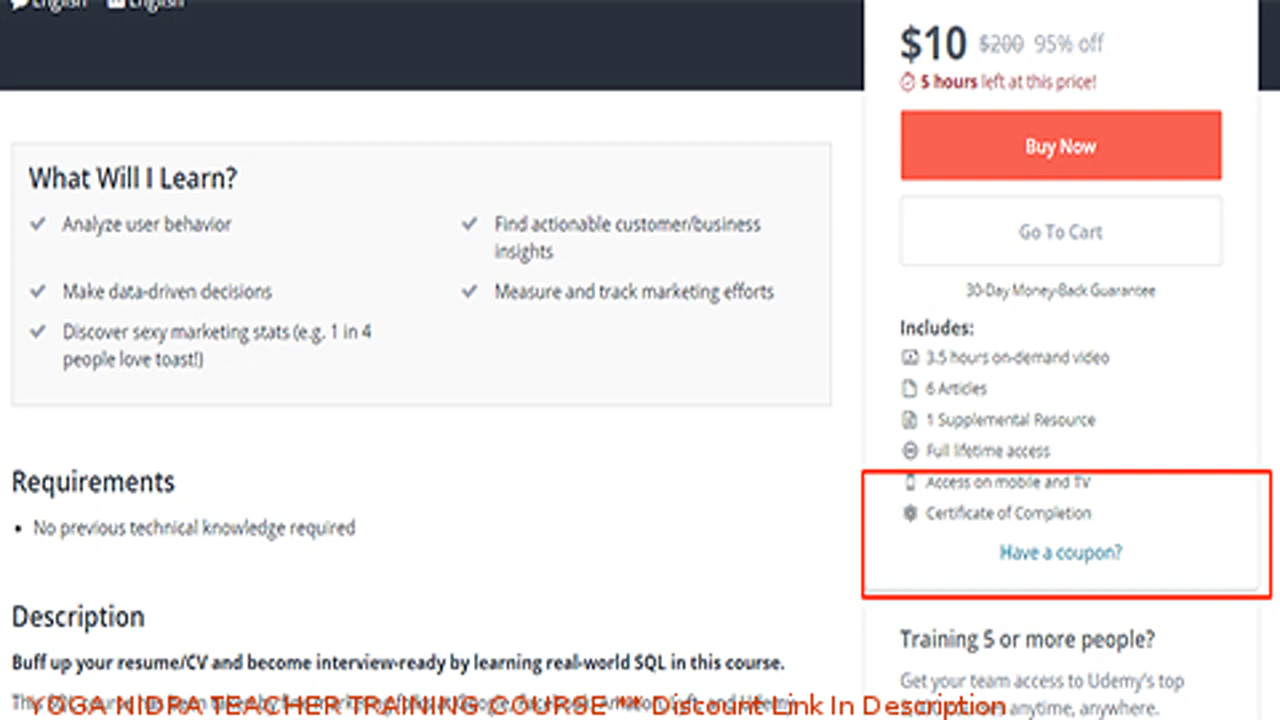 English English
What Will I Learn?
Analyze user behavior
Find actionable customer/business
insights
Make data-driven decisions
Measure and track marketing efforts
Discover sexy marketing stats (e.g. 1 in 4
people love toast!)
Requirements
• No previous technical knowledge required
Description
Buff up your resume/CV and become interview-ready by learning real-world SQL in this course.
$10 $200 95% off
5 hours left at this price!
Buy Now
Go To Cart
30-Day Money-Back Guarantee
Includes:
3.5 hours on-demand video
6 Articles
1 Supplemental Resource
Full lifetime access
Access on mobile and TV
Certificate of Completion
Have a coupon?
Training 5 or more people?
Get your team access to Udemy's top
anytime, anywhere.
YOGA NIDRA TEACHER TRAINING COURSE *** Discount Link In Description